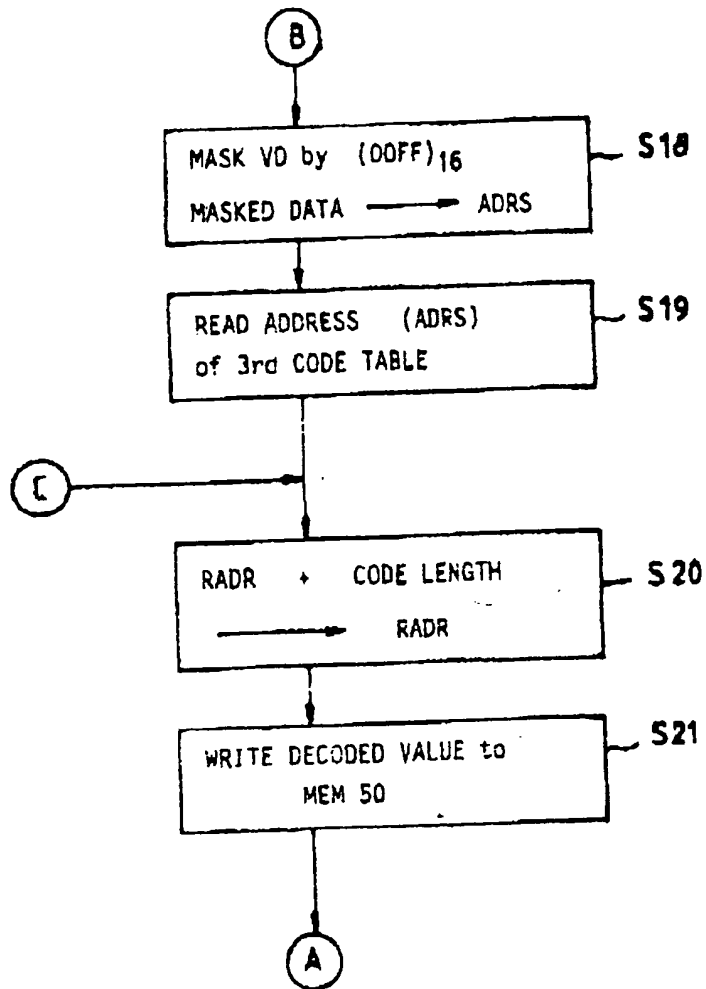 B
MASK VD by (00FF)16
MASKED DATA ADRS
S18
READ ADDRESS (ADRS)
of 3rd CODE TABLE
S19
C
RADR + CODE LENGTH
RADR
S20
WRITE DECODED VALUE to
MEM 50
S21
A